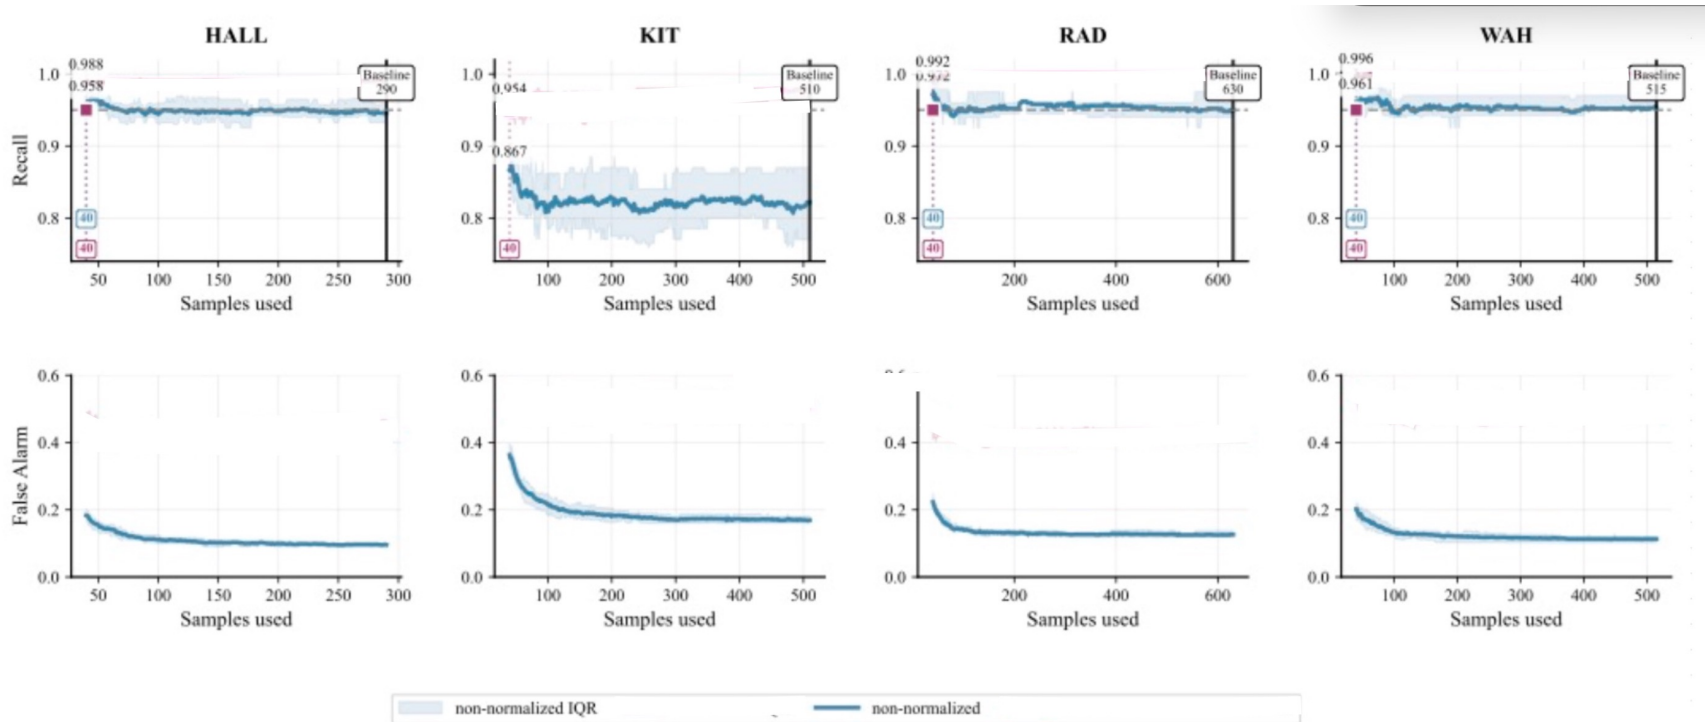 HALL
KIT
RAD
WAH
0.988
0.958
Baseline
290
1.0
0.9
0.8
Recall
40
40
50 100 150 200 250 300
Samples used
0.954
0.867
Baseline
510
1.0
0.9
0.8
40
100 200 300 400 500
Samples used
0.992
Baseline
630
1.0
0.9
0.8
40
40
200 400 600
Samples used
0.996
0.961
Baseline
515
1.0
0.9
0.8
40
40
100 200 300 400 500
Samples used
0.6
0.4
0.2
0.0
False Alarm
50 100 150 200 250 300
Samples used
0.6
0.4
0.2
0.0
100 200 300 400 500
Samples used
0.4
0.2
0.0
200 400 600
Samples used
0.6
0.4
0.2
0.0
100 200 300 400 500
Samples used
non-normalized IQR
non-normalized